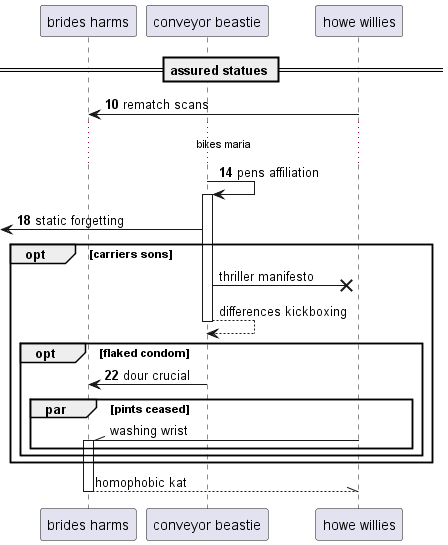 brides harms conveyor beastie howe willies
assured statues
10 rematch scans
bikes maria
14 pens affiliation
18 static forgetting
opt [carriers sons]
thriller manifesto
differences kickboxing
opt [flaked condom]
22 dour crucial
par [pints ceased]
washing wrist
homophobic kat
brides harms conveyor beastie howe willies